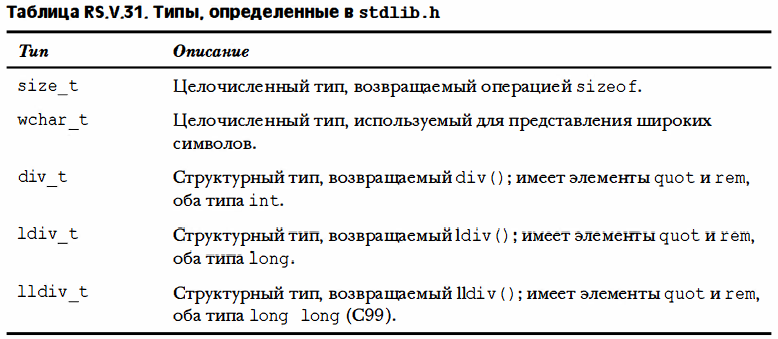 Таблица RS.V.31. Типы, определенные в stdlib.h
Тип Описание
size_t Целочисленный тип, возвращаемый операцией sizeof.
wchar_t Целочисленный тип, используемый для представления широких
символов.
div_t Структурный тип, возвращаемый div(); имеет элементы quot и rem,
оба типа int.
ldiv_t Структурный тип, возвращаемый ldiv(); имеет элементы quot и rem,
оба типа long.
lldiv_t Структурный тип, возвращаемый lldiv(); имеет элементы quot и rem,
оба типа long long (C99).